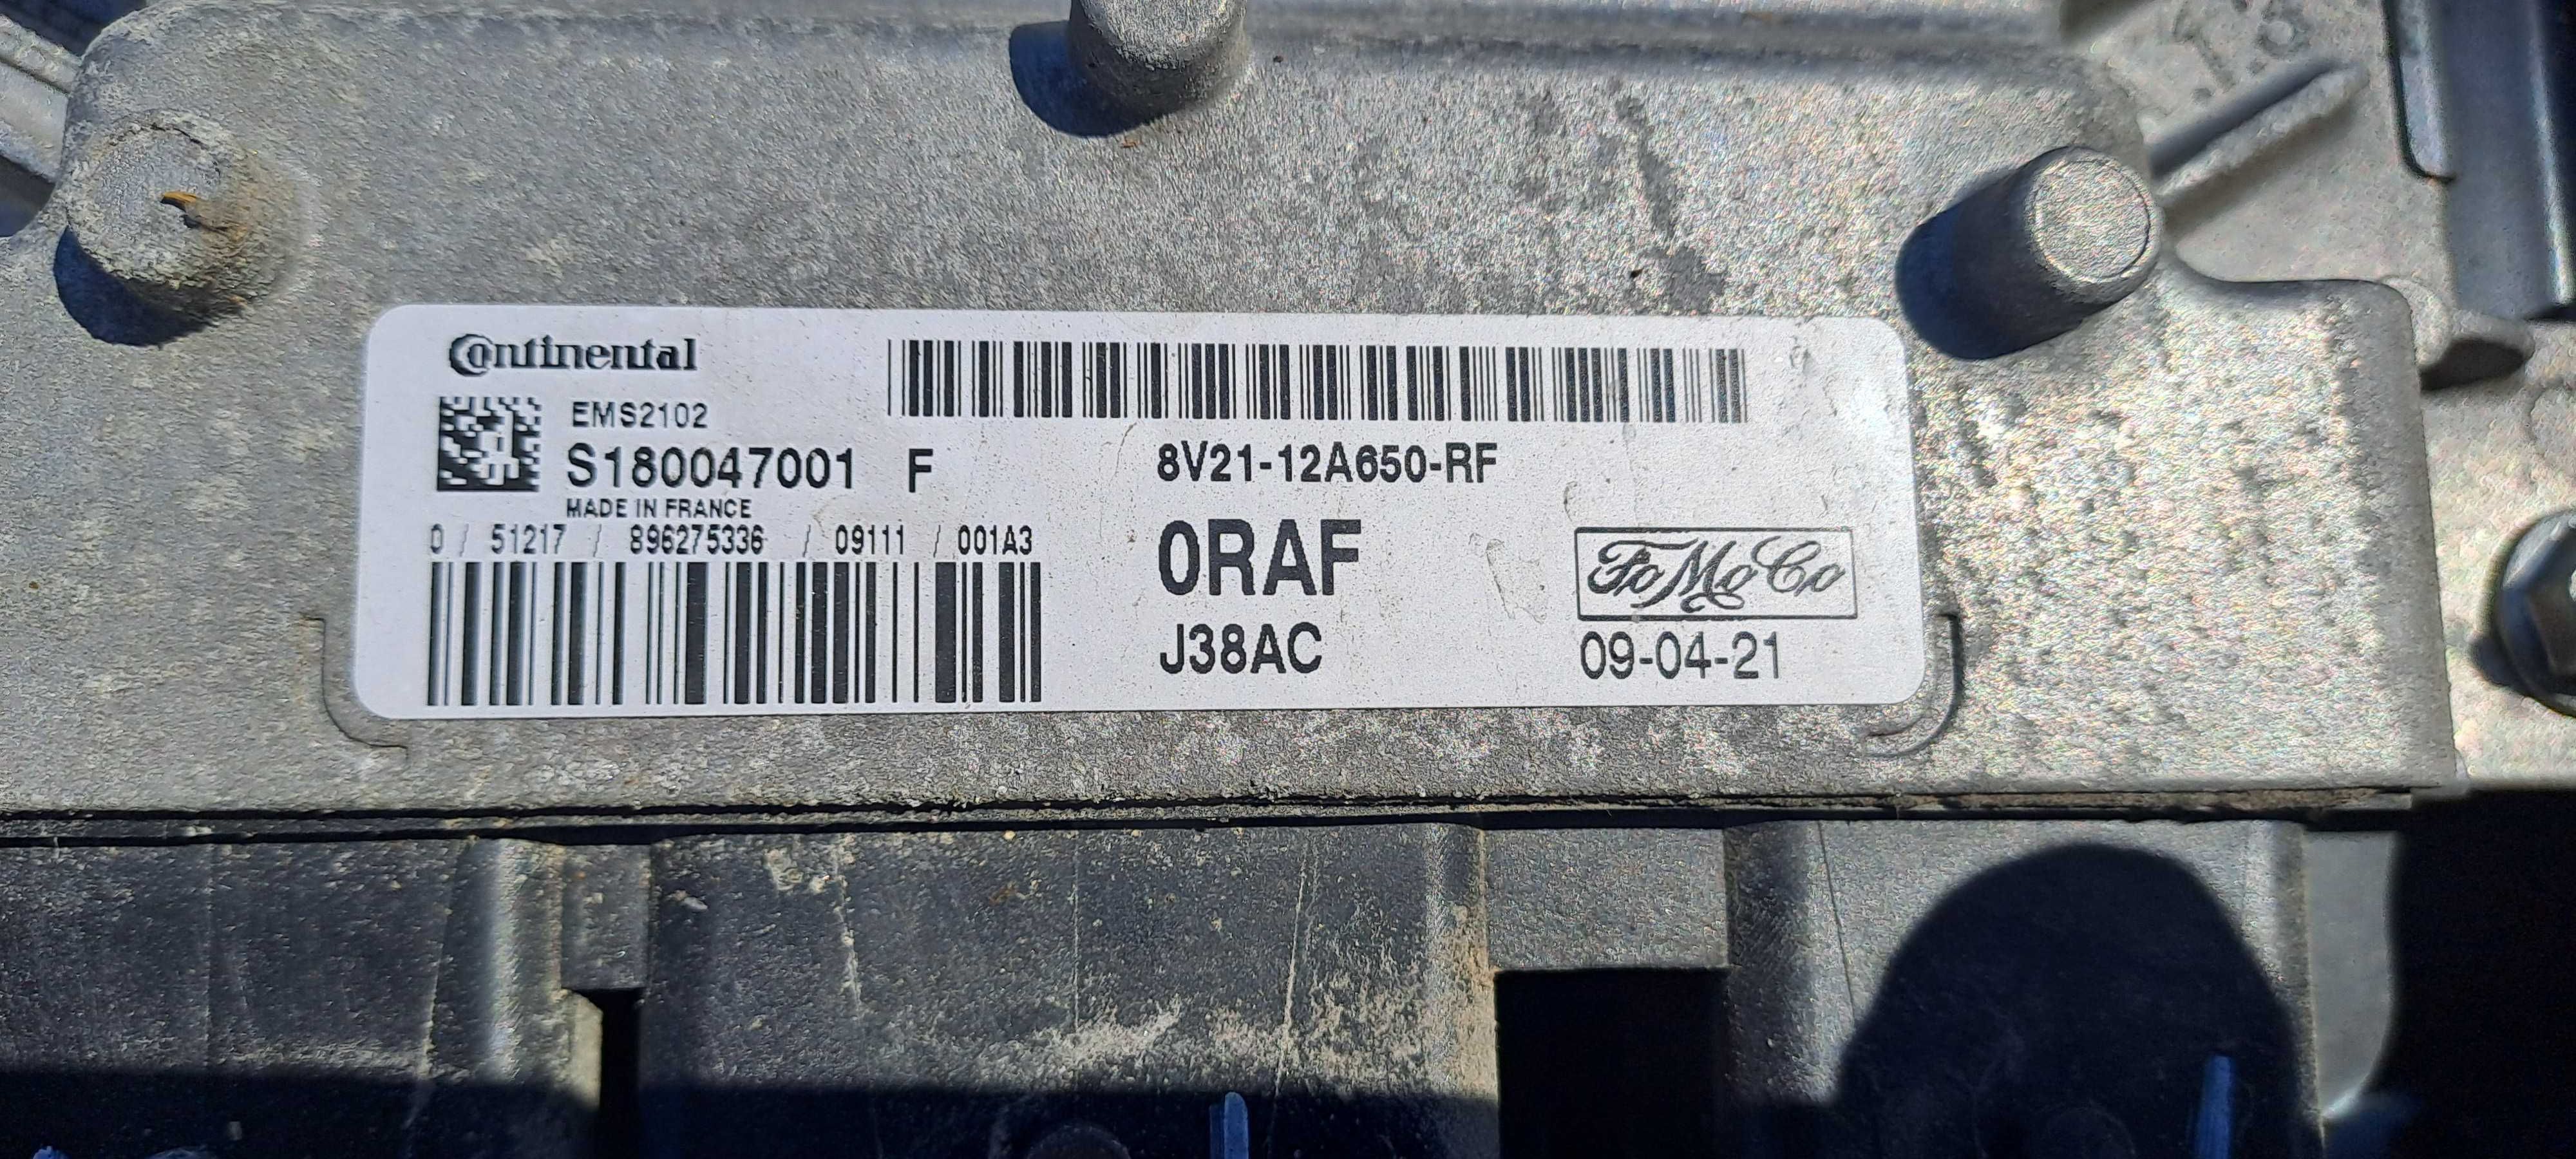 Continental
EMS2102
S180047001 F
MADE IN FRANCE
0 / 51217 / 896275336 / 09111 / 001A3
8V21-12A650-RF
0RAF
J38AC
FoMoCo
09-04-21